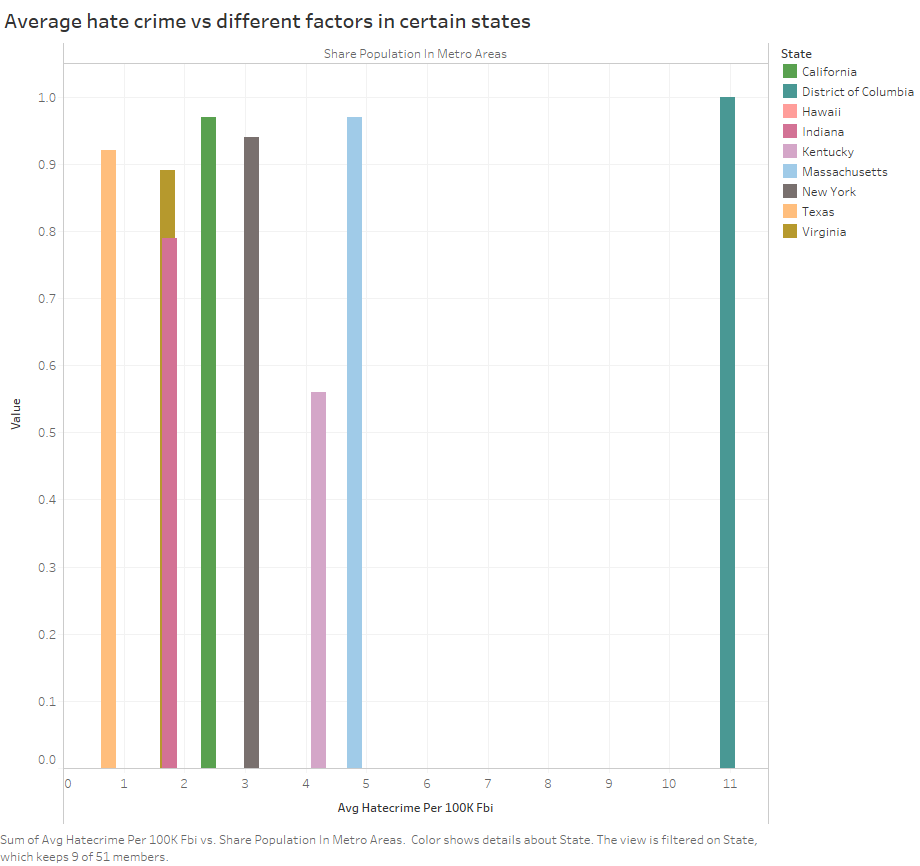 Average hate crime vs different factors in certain states
Share Population In Metro Areas
State
California
District of Columbia
Hawaii
Indiana
Kentucky
Massachusetts
New York
Texas
Virginia
1.0
0.9
0.8
0.7
0.6
0.5
0.4
0.3
0.2
0.1
0.0
Value
0 1 2 3 4 5 6 7 8 9 10 11
Avg Hatecrime Per 100K Fbi
Sum of Avg Hatecrime Per 100K Fbi vs. Share Population In Metro Areas.  Color shows details about State. The view is filtered on State,
which keeps 9 of 51 members.